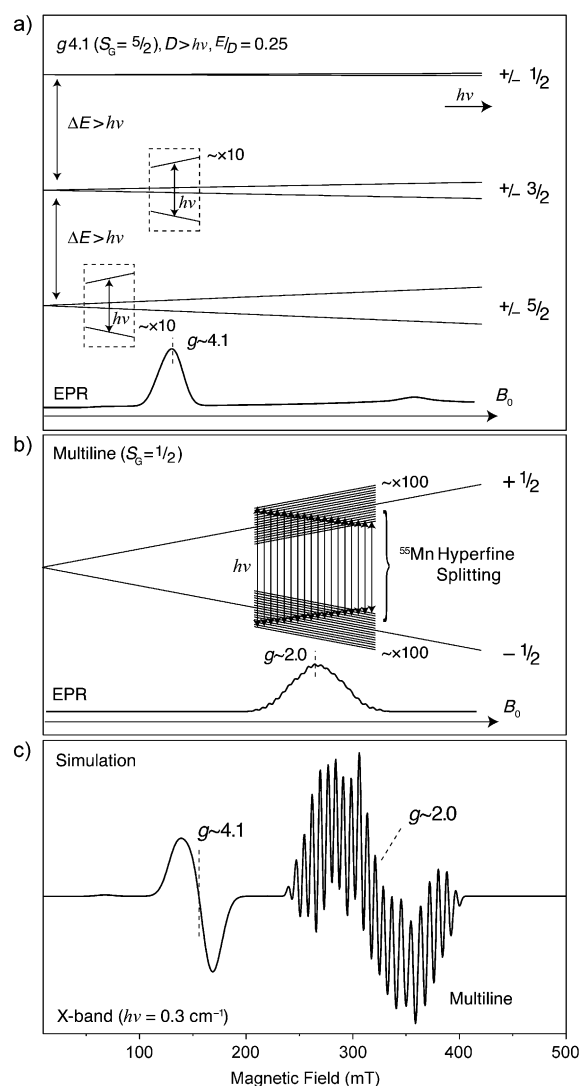 a)
g4.1 (S_G = 5/2), D > hν, E/D = 0.25
+/– 1/2
hν
ΔE > hν
~×10
hν
+/– 3/2
ΔE > hν
hν
~×10
+/– 5/2
g~4.1
EPR
B₀
b)
Multiline (S_G = 1/2)
~×100
+ 1/2
hν
⁵⁵Mn Hyperfine
Splitting
g~2.0
~×100
– 1/2
EPR
B₀
c)
Simulation
g~4.1
g~2.0
X-band (hν = 0.3 cm⁻¹)
Multiline
100 200 300 400 500
Magnetic Field (mT)